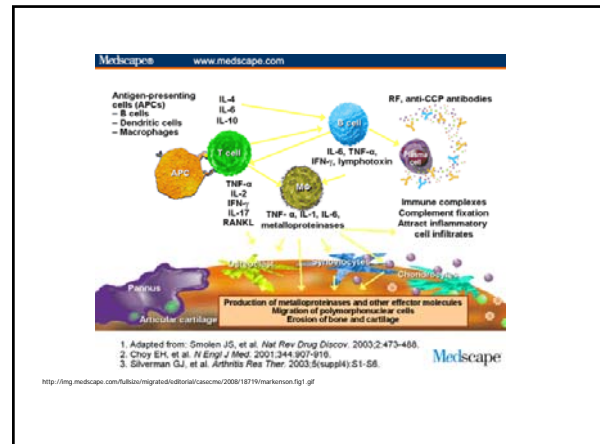 Medscape® www.medscape.com
Antigen-presenting
cells (APCs)
– B cells
– Dendritic cells
– Macrophages
IL-4
IL-6
IL-10
B cell
RF, anti-CCP antibodies
T cell
APC
IL-6, TNF-α,
IFN-γ, lymphotoxin
Plasma
cell
MΦ
TNF-α
IL-2
IFN-γ
IL-17
RANKL
TNF- α, IL-1, IL-6,
metalloproteinases
Immune complexes
Complement fixation
Attract inflammatory
cell infiltrates
Osteoclast
Synoviocytes
Chondrocytes
Pannus
Articular cartilage
Production of metalloproteinases and other effector molecules
Migration of polymorphonuclear cells
Erosion of bone and cartilage
1. Adapted from: Smolen JS, et al. Nat Rev Drug Discov. 2003;2:473-488.
2. Choy EH, et al. N Engl J Med. 2001;344:907-916.
3. Silverman GJ, et al. Arthritis Res Ther. 2003;5(suppl4):S1-S6.
Medscape
http://img.medscape.com/fullsize/migrated/editorial/casecme/2008/18719/markenson.fig1.gif